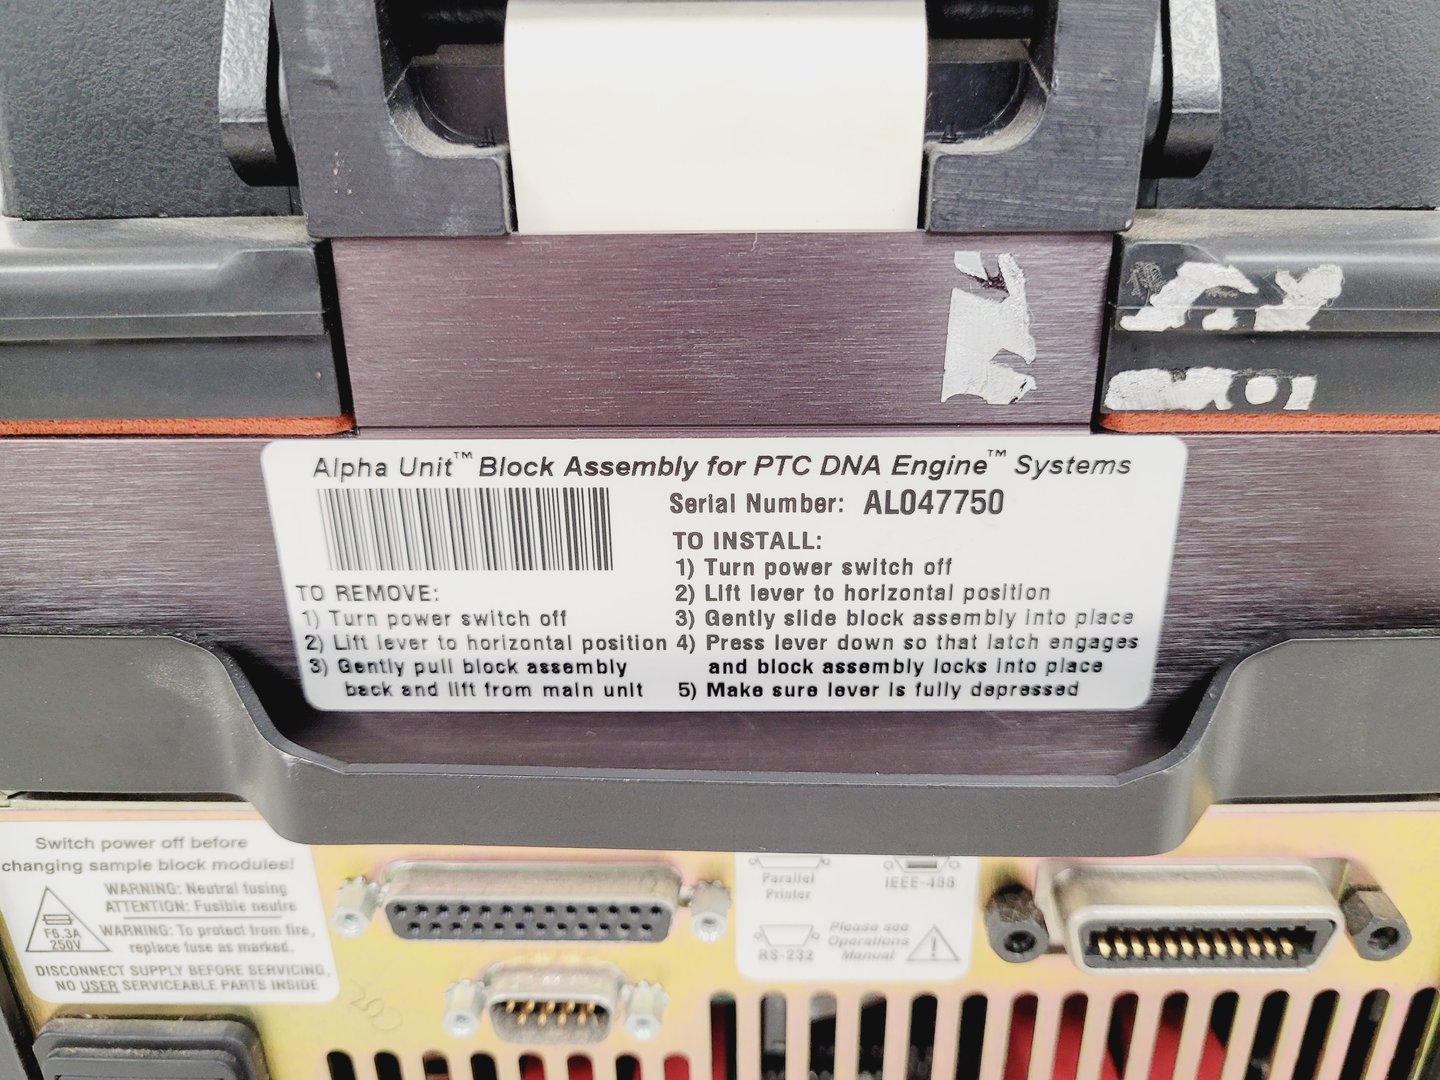 Alpha Unit™ Block Assembly for PTC DNA Engine™ Systems
Serial Number: AL047750
TO REMOVE:
1) Turn power switch off
2) Lift lever to horizontal position
3) Gently pull block assembly
back and lift from main unit
TO INSTALL:
1) Turn power switch off
2) Lift lever to horizontal position
3) Gently slide block assembly into place
4) Press lever down so that latch engages
and block assembly locks into place
5) Make sure lever is fully depressed
Switch power off before
changing sample block modules!
WARNING: Neutral fusing
ATTENTION: Fusible neutre
F6.3A
250V
WARNING: To protect from fire,
replace fuse as marked.
DISCONNECT SUPPLY BEFORE SERVICING,
NO USER SERVICEABLE PARTS INSIDE
Parallel
Printer
IEEE-488
RS-232
Please see
Operations
Manual